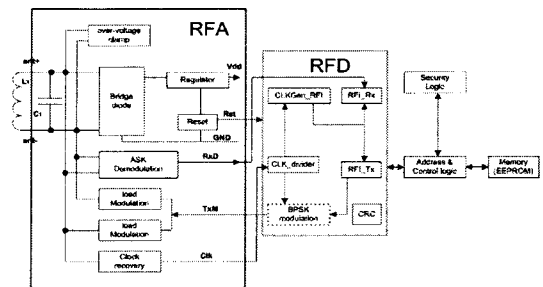 RFA
over-voltage
clamp
ant+
Vdd
L1
C1
Bridge
diode
Regulator
Reset
Rst
GND
ant-
ASK
Demodulation
RxD
load
Modulation
TxM
load
Modulation
Clock
recovery
Clk
RFD
CLKGen_RFI
RFI_Rx
CLK_divider
RFI_Tx
BPSK
modulation
CRC
Security
Logic
Address &
Control logic
Memory
(EEPROM)